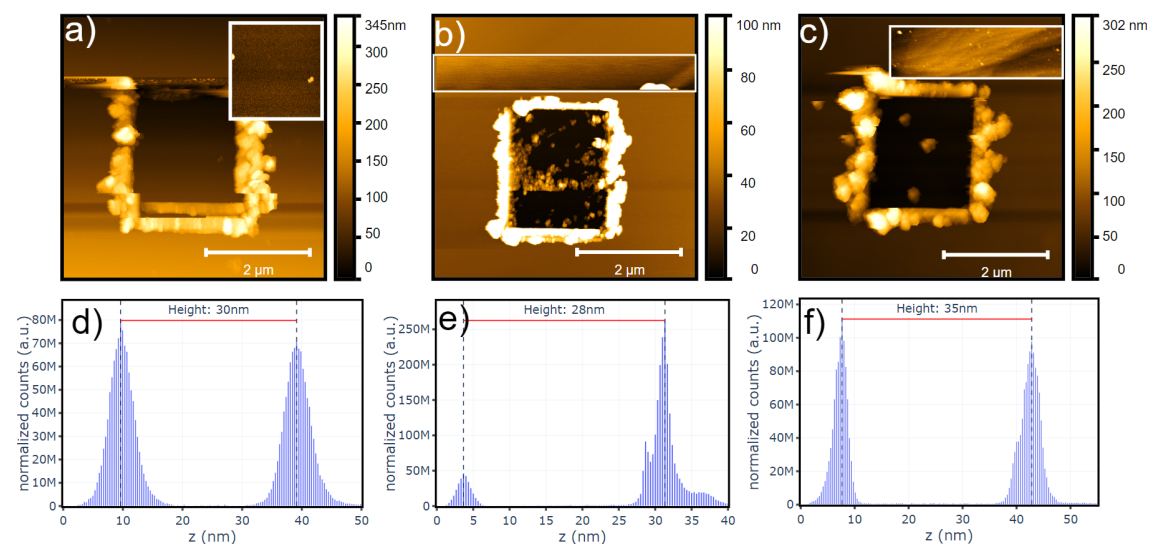 a)
345nm
300
250
200
150
100
50
0
2 µm
b)
100 nm
80
60
40
20
0
2 µm
c)
302 nm
250
200
150
100
50
0
2 µm
d)
Height: 30nm
normalized counts (a.u.)
80M
70M
60M
50M
40M
30M
20M
10M
0
0 10 20 30 40 50
z (nm)
e)
Height: 28nm
normalized counts (a.u.)
250M
200M
150M
100M
50M
0
0 5 10 15 20 25 30 35 40
z (nm)
f)
Height: 35nm
normalized counts (a.u.)
120M
100M
80M
60M
40M
20M
0
0 10 20 30 40 50
z (nm)